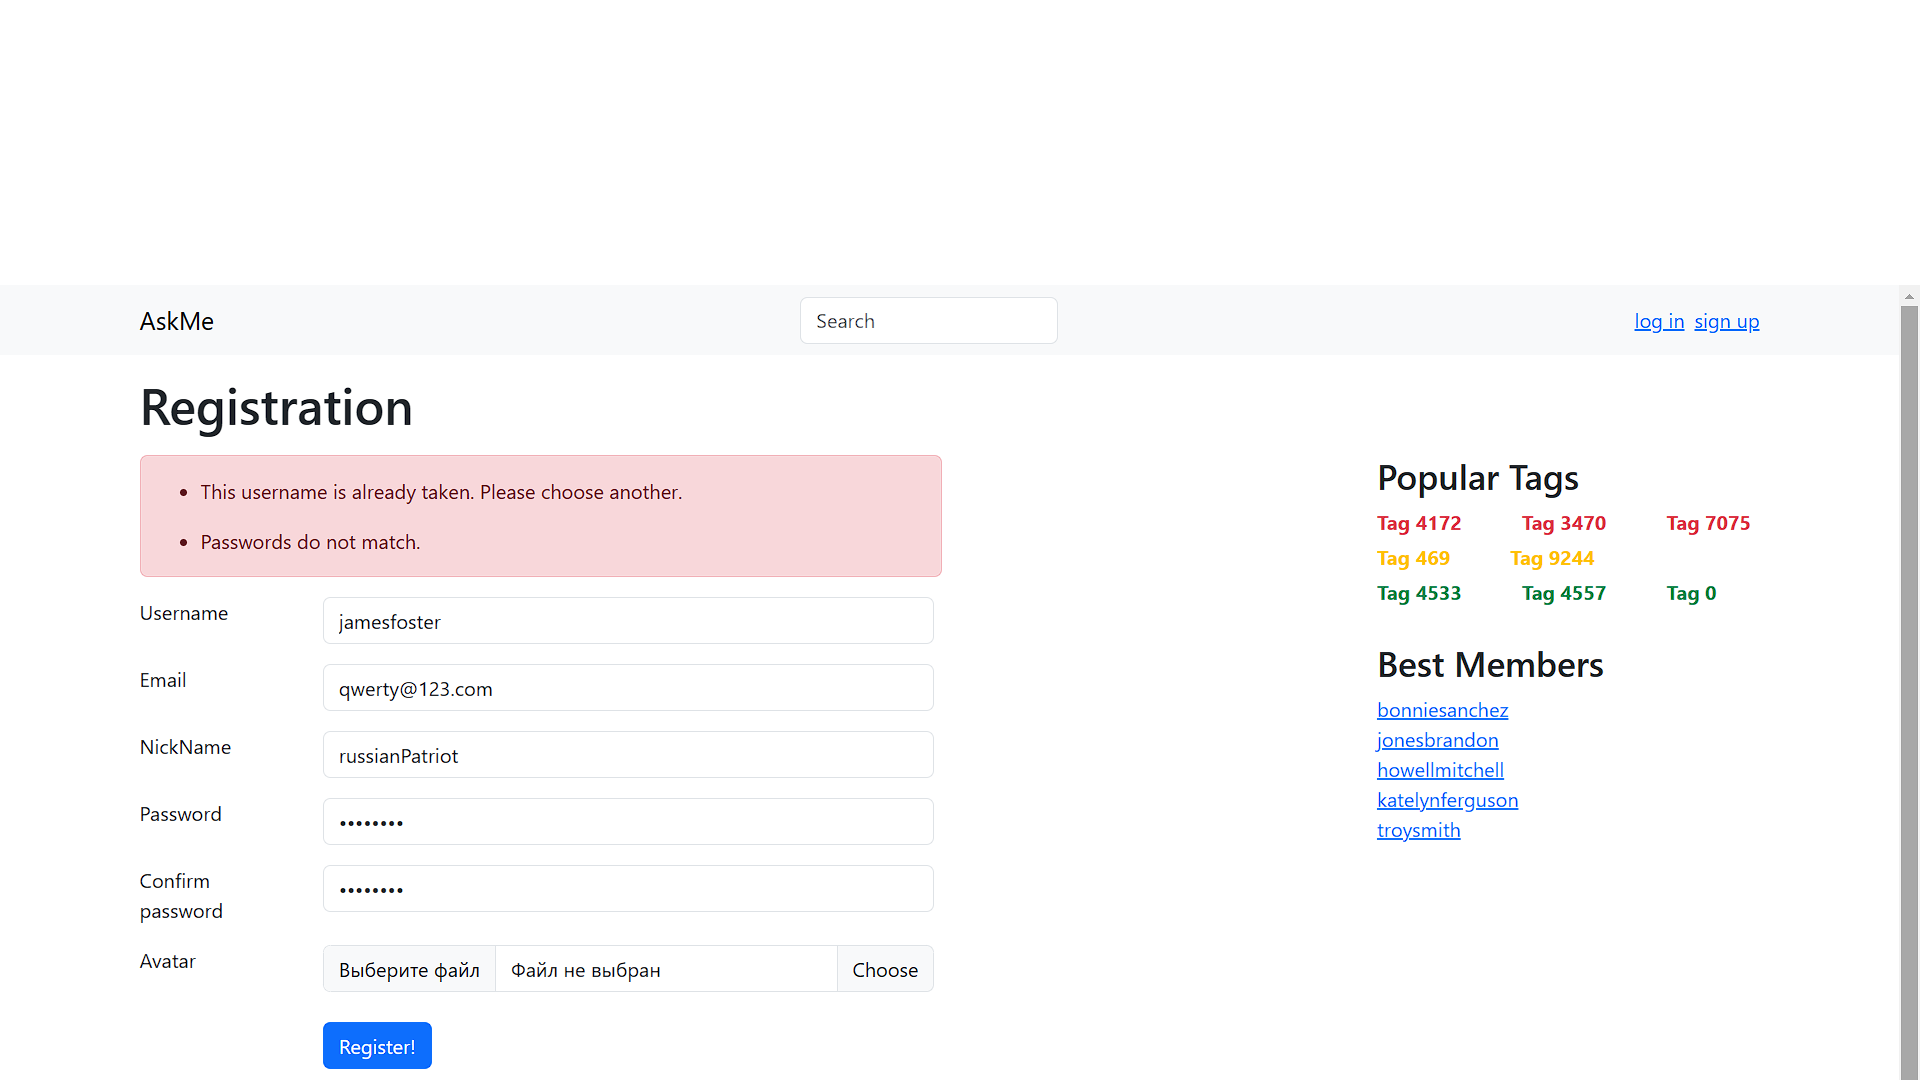 AskMe
Search
log in sign up
Registration
This username is already taken. Please choose another.
Passwords do not match.
Username
jamesfoster
Email
qwerty@123.com
NickName
russianPatriot
Password
••••••••
Confirm
password
••••••••
Avatar
Выберите файл Файл не выбран Choose
Register!
Popular Tags
Tag 4172 Tag 3470 Tag 7075
Tag 469 Tag 9244
Tag 4533 Tag 4557 Tag 0
Best Members
bonniesanchez
jonesbrandon
howellmitchell
katelynferguson
troysmith